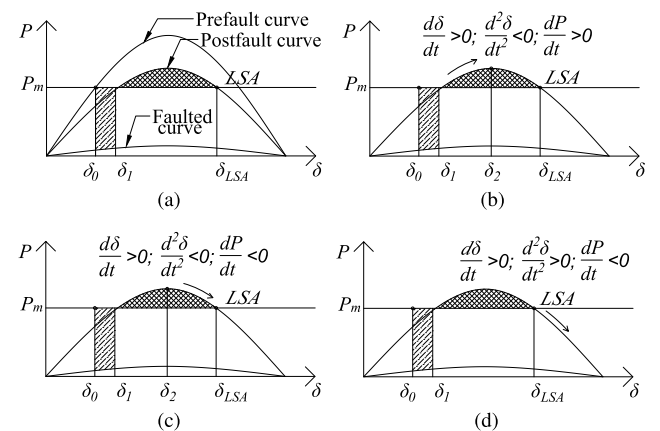 P
Prefault curve
Postfault curve
P_m
LSA
Faulted
curve
δ_0 δ_1 δ_LSA δ
(a)
P
dδ/dt >0; d²δ/dt² <0; dP/dt >0
P_m
LSA
δ_0 δ_1 δ_2 δ_LSA δ
(b)
P
dδ/dt >0; d²δ/dt² <0; dP/dt <0
P_m
LSA
δ_0 δ_1 δ_2 δ_LSA δ
(c)
P
dδ/dt >0; d²δ/dt² >0; dP/dt <0
P_m
LSA
δ_0 δ_1 δ_LSA δ
(d)